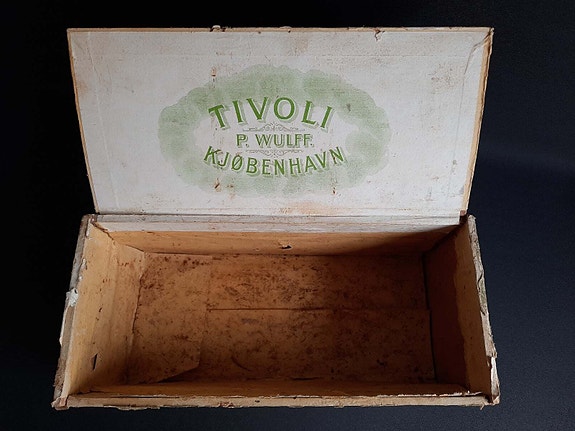 TIVOLI
P. WULFF.
KJØBENHAVN